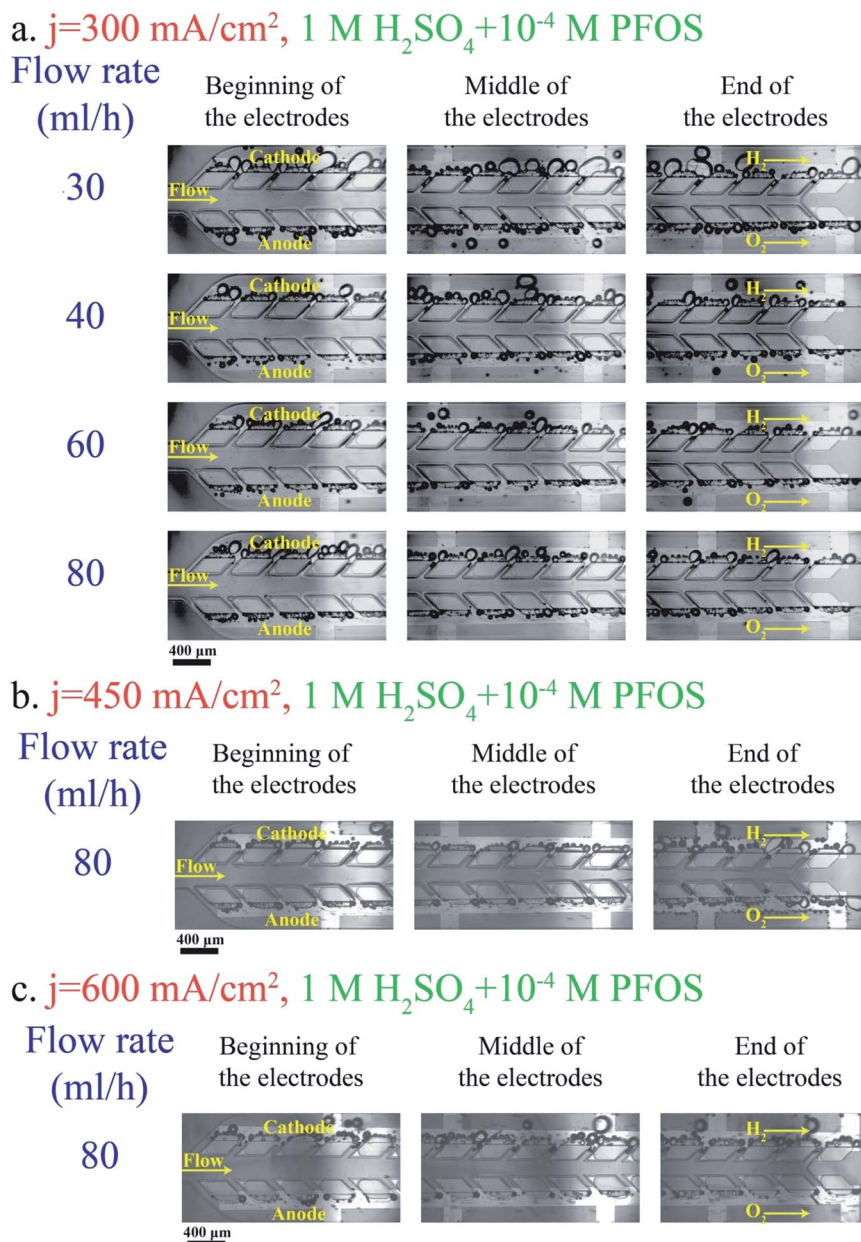 a. j=300 mA/cm², 1 M H₂SO₄+10⁻⁴ M PFOS
Flow rate
(ml/h)
Beginning of
the electrodes
Middle of
the electrodes
End of
the electrodes
30
Cathode
Flow
Anode
H₂
O₂
40
Cathode
Flow
Anode
H₂
O₂
60
Cathode
Flow
Anode
H₂
O₂
80
Cathode
Flow
Anode
H₂
O₂
400 μm
b. j=450 mA/cm², 1 M H₂SO₄+10⁻⁴ M PFOS
Flow rate
(ml/h)
Beginning of
the electrodes
Middle of
the electrodes
End of
the electrodes
80
Cathode
Flow
Anode
H₂
O₂
400 μm
c. j=600 mA/cm², 1 M H₂SO₄+10⁻⁴ M PFOS
Flow rate
(ml/h)
Beginning of
the electrodes
Middle of
the electrodes
End of
the electrodes
80
Cathode
Flow
Anode
H₂
O₂
400 μm